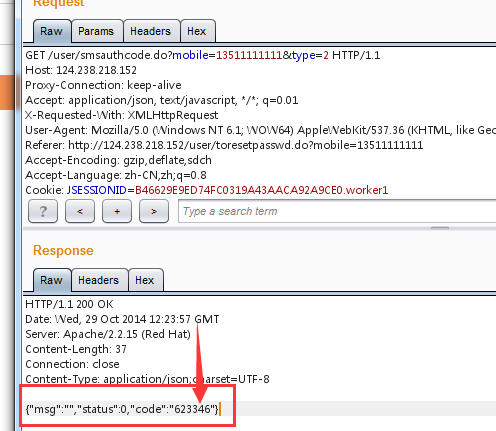 Request
Raw Params Headers Hex
GET /user/smsauthcode.do?mobile=13511111111&type=2 HTTP/1.1
Host: 124.238.218.152
Proxy-Connection: keep-alive
Accept: application/json, text/javascript, */*; q=0.01
X-Requested-With: XMLHttpRequest
User-Agent: Mozilla/5.0 (Windows NT 6.1; WOW64) AppleWebKit/537.36 (KHTML, like Gec
Referer: http://124.238.218.152/user/toresetpasswd.do?mobile=13511111111
Accept-Encoding: gzip,deflate,sdch
Accept-Language: zh-CN,zh;q=0.8
Cookie: JSESSIONID=B46629E9ED74FC0319A43AACA92A9CE0.worker1
? < + > Type a search term
Response
Raw Headers Hex
HTTP/1.1 200 OK
Date: Wed, 29 Oct 2014 12:23:57 GMT
Server: Apache/2.2.15 (Red Hat)
Content-Length: 37
Connection: close
Content-Type: application/json;charset=UTF-8
{"msg":"","status":0,"code":"623346"}